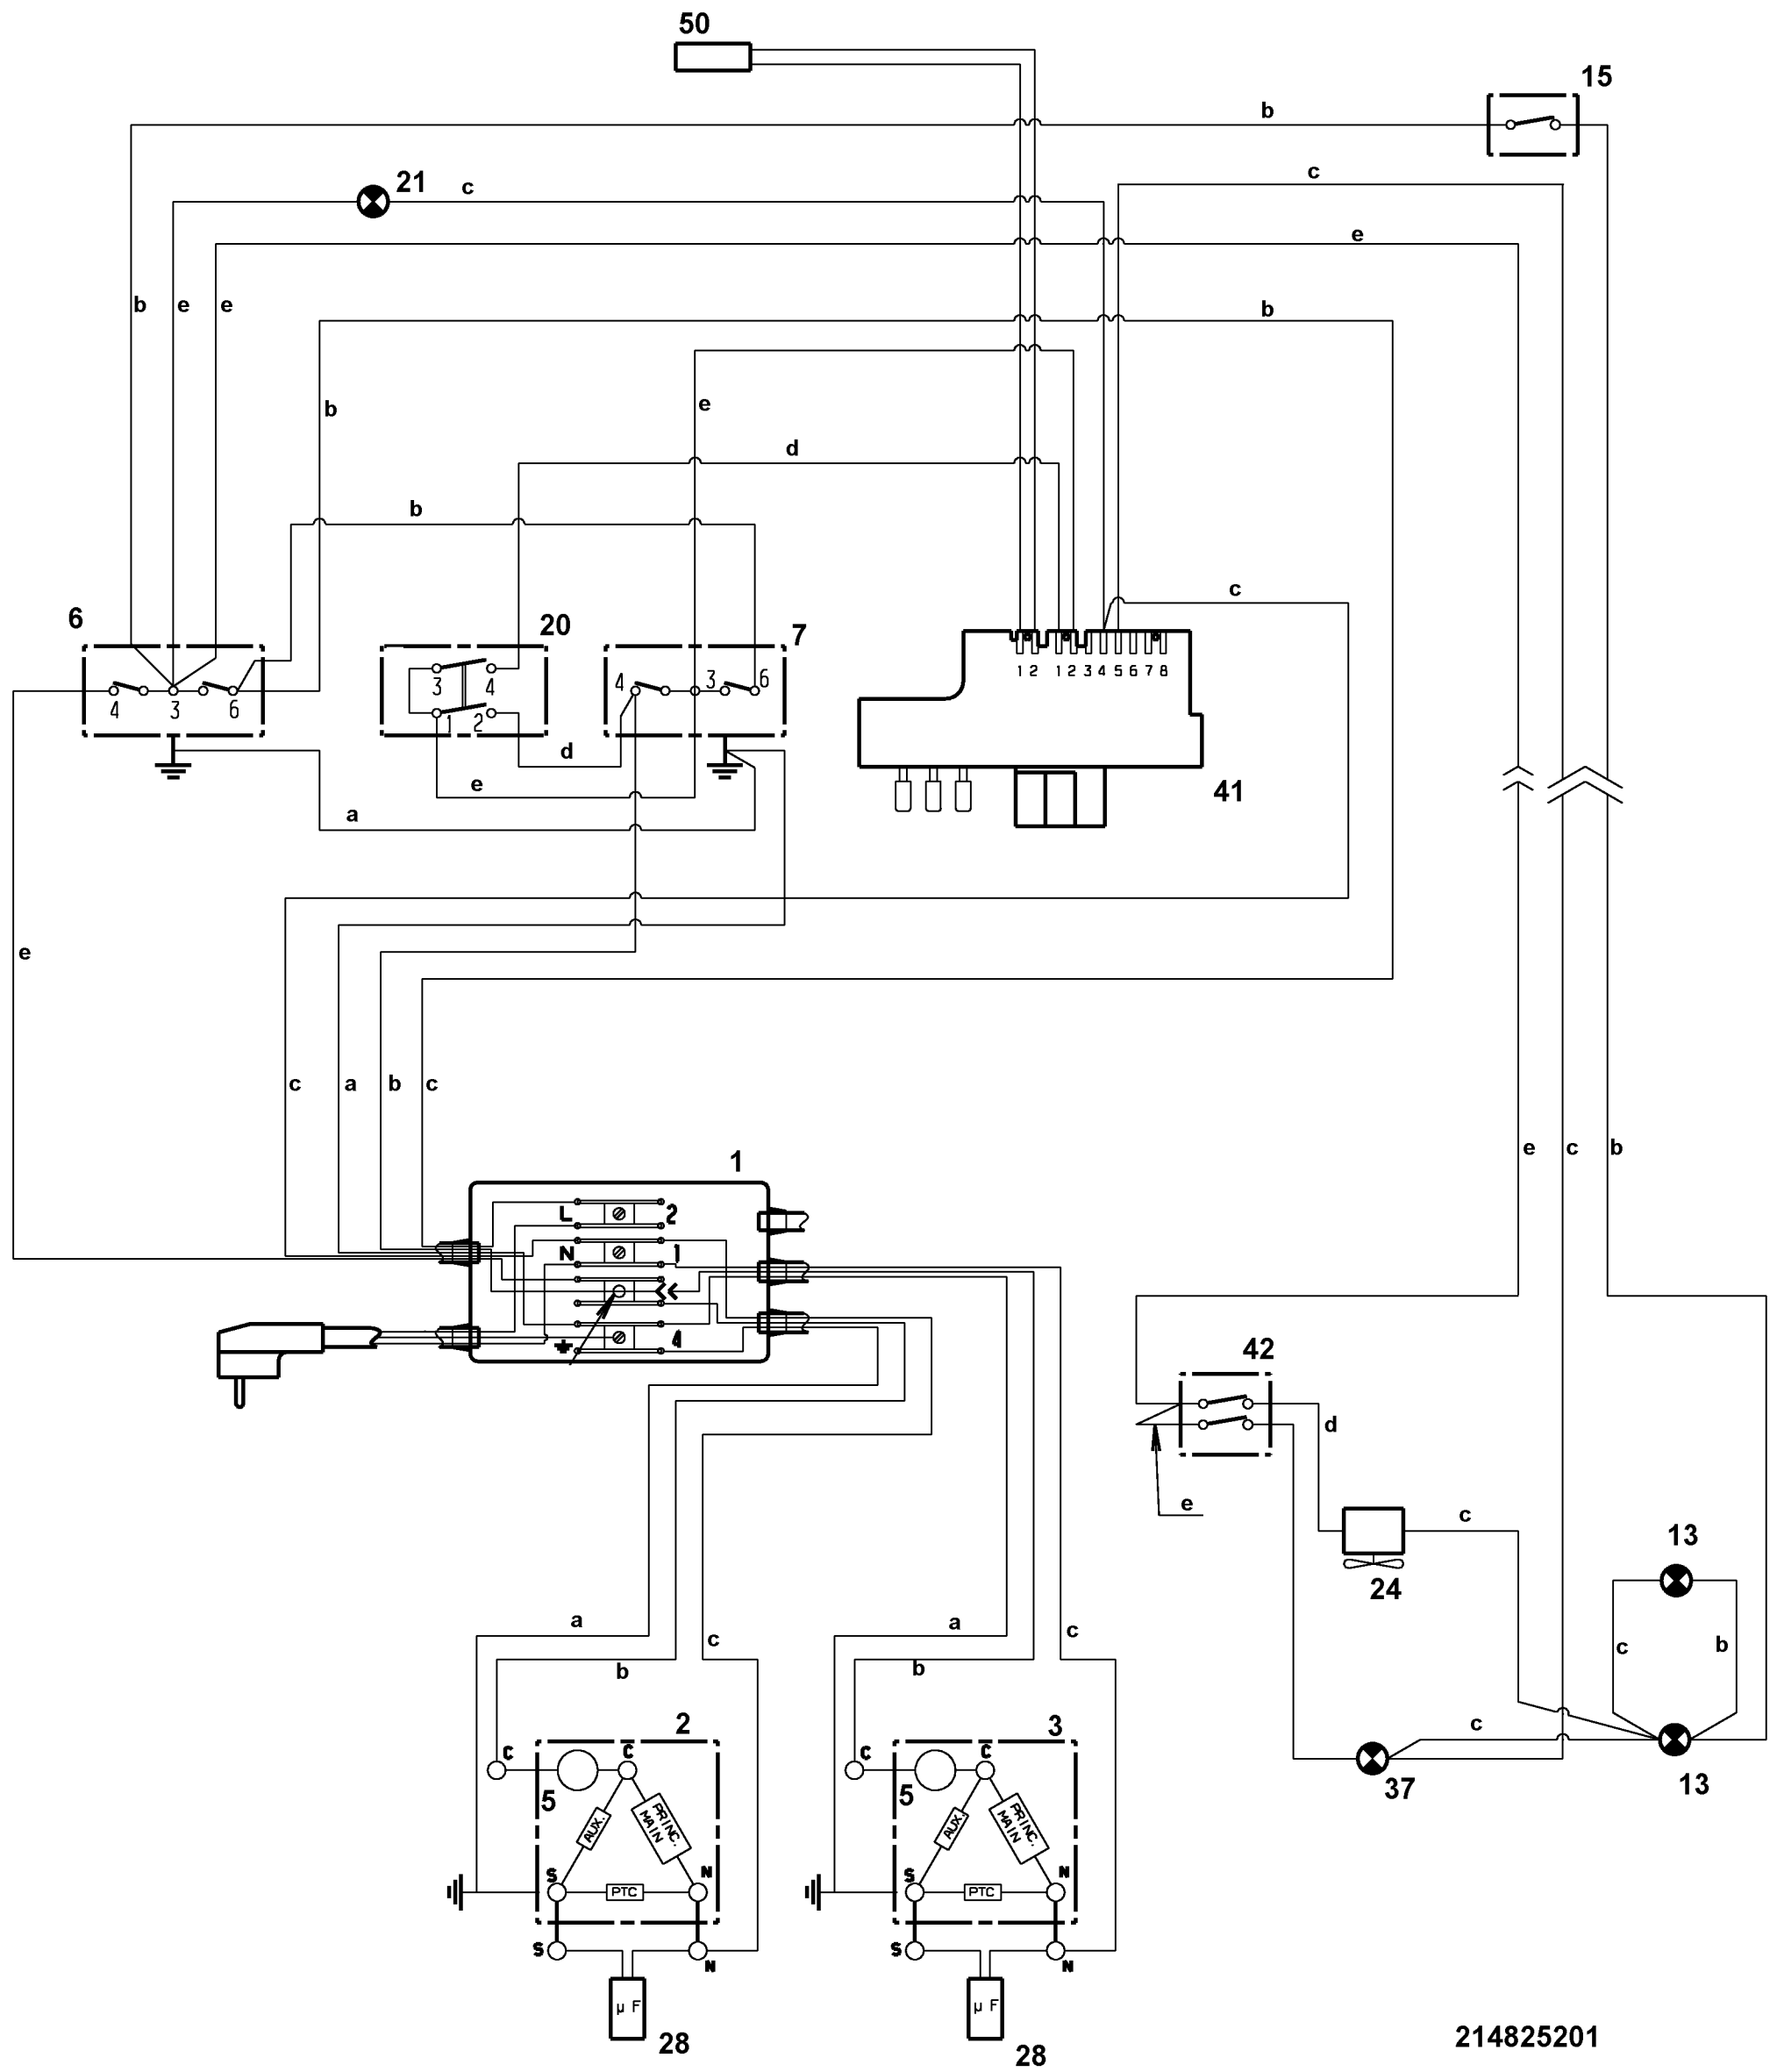 50
15
b
21
c
c
e
b
e
e
b
b
e
d
b
c
6
20
7
4
3
6
3
4
1
2
4
3
6
1 2 1 2 3 4 5 6 7 8
d
e
a
41
e
c
a
b
c
e
c
b
1
L
2
N
1
4
42
d
e
c
13
24
a
b
c
a
b
c
c
b
2
3
c
37
13
C
C
5
AUX.
PRINC.
MAIN
S
N
PTC
S
N
µ F
28
C
C
5
AUX.
PRINC.
MAIN
S
N
PTC
S
N
µ F
28
214825201